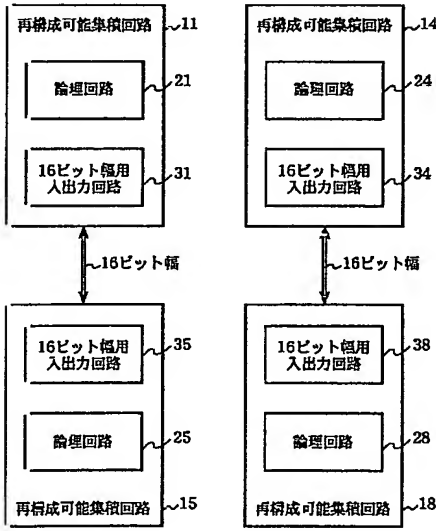 再構成可能集積回路 11
論理回路 21
16ビット幅用
入出力回路 31
16ビット幅
16ビット幅用
入出力回路 35
論理回路 25
再構成可能集積回路 15
再構成可能集積回路 14
論理回路 24
16ビット幅用
入出力回路 34
16ビット幅
16ビット幅用
入出力回路 38
論理回路 28
再構成可能集積回路 18